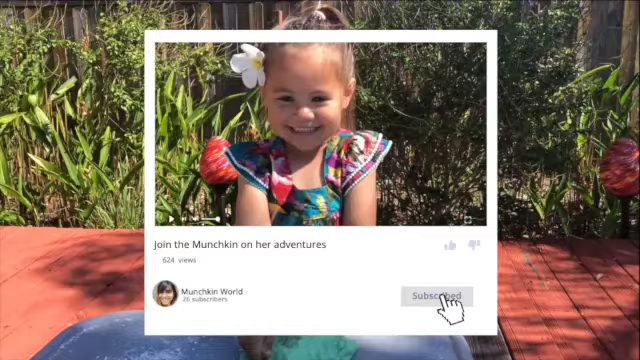 Join the Munchkin on her adventures
624 views
Munchkin World
26 subscribers
Subscribed